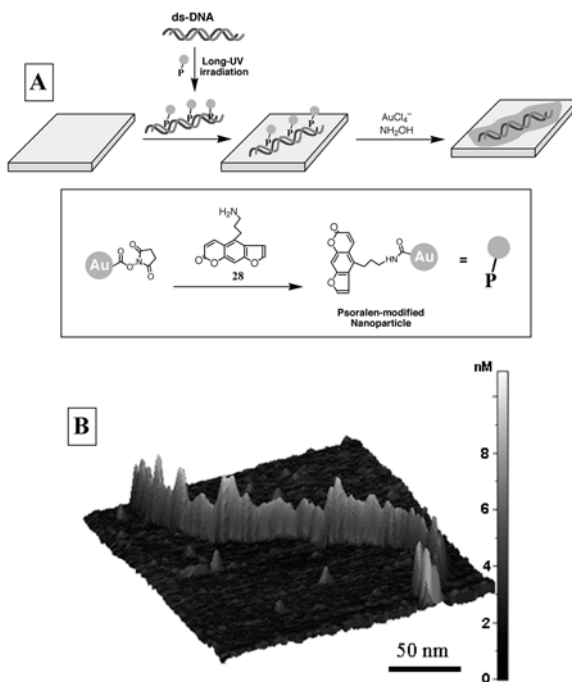 ds-DNA
A
P
Long-UV
irradiation
P P P
P P P
AuCl4⁻
NH2OH
H2N
O
O
O
28
Au
O
O
N
O
O
O
O
O
HN
O
Au
=
P
Psoralen-modified
Nanoparticle
B
nM
8
6
4
2
0
50 nm